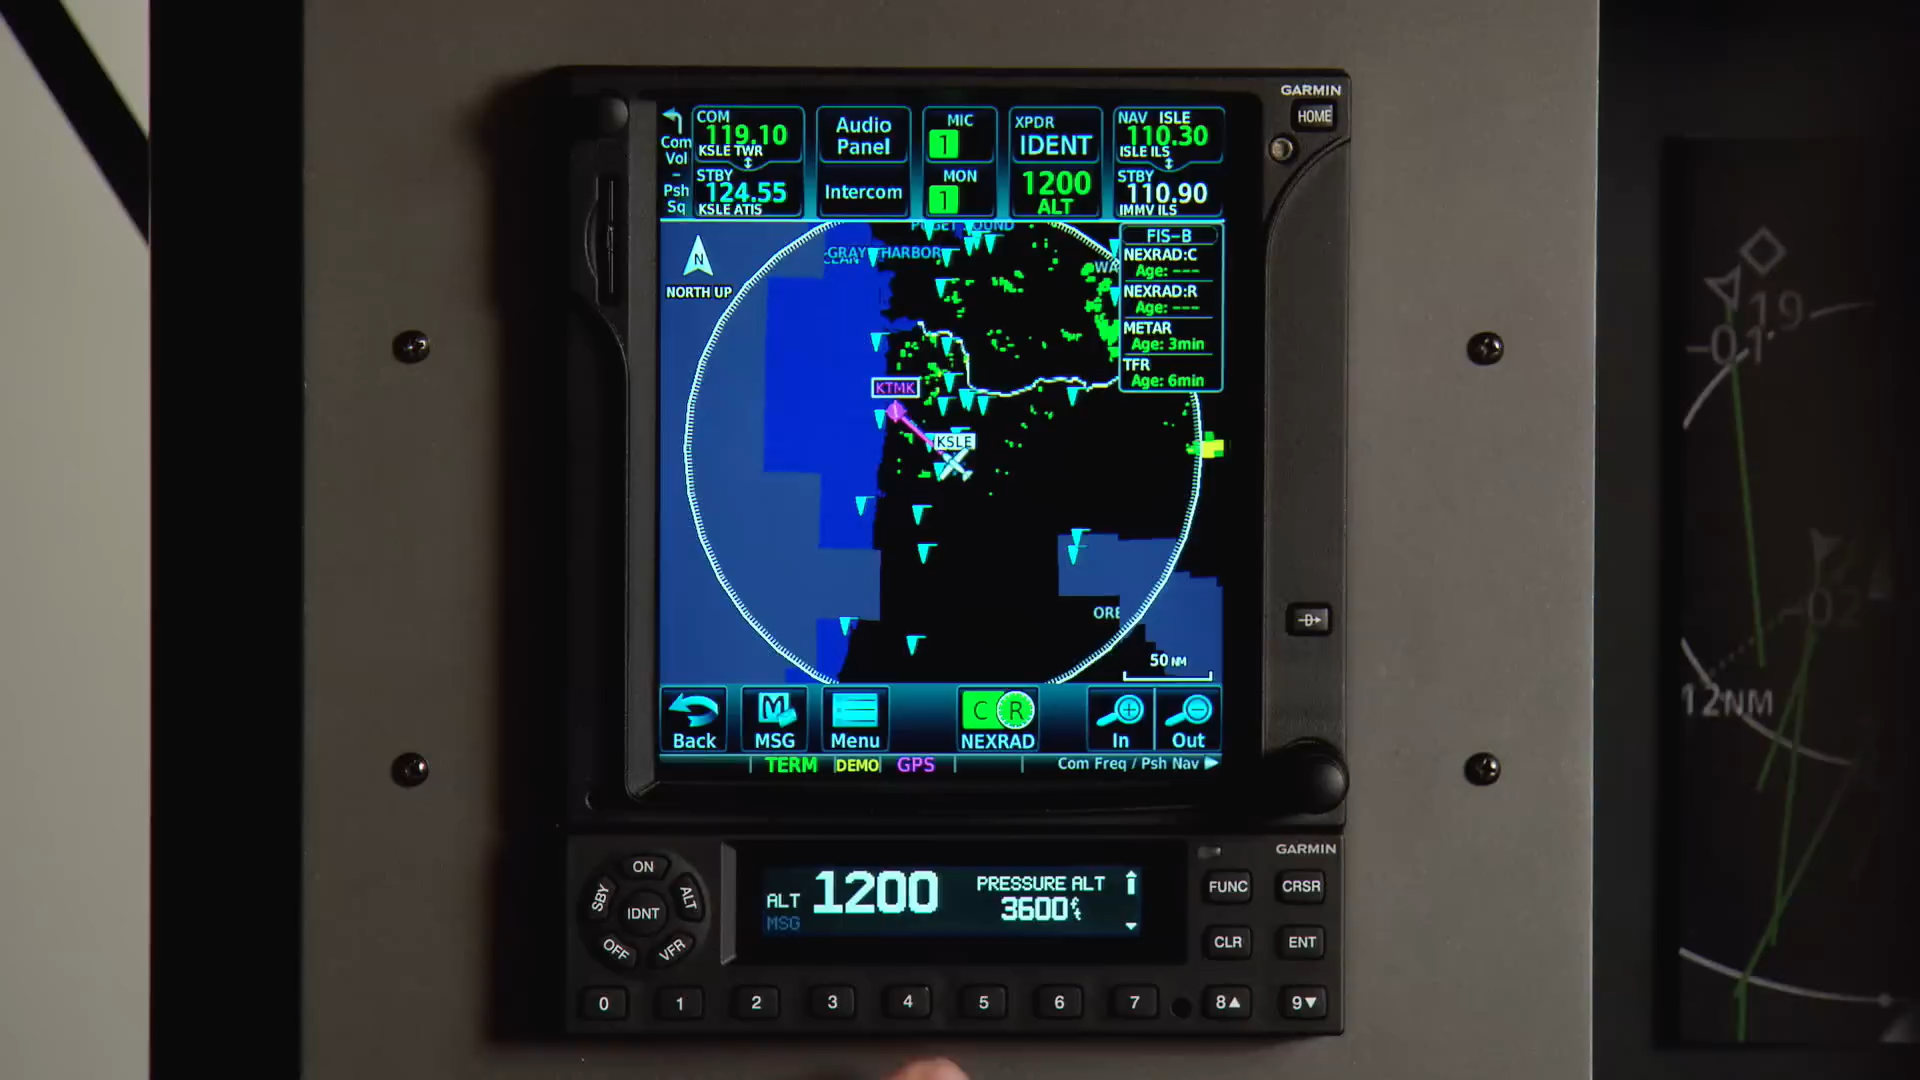 GARMIN
HOME
Com
Vol
-
Psh
Sq
COM
119.10
KSLE TWR
STBY
124.55
KSLE ATIS
Audio
Panel
Intercom
MIC
1
MON
1
XPDR
IDENT
1200
ALT
NAV ISLE
110.30
ISLE ILS
STBY
110.90
IMMV ILS
N
NORTH UP
GRAY HARBOR
WA
KTMK
KSLE
FIS-B
NEXRAD:C
Age: ---
NEXRAD:R
Age: ---
METAR
Age: 3min
TFR
Age: 6min
ORE
50 NM
Back
MSG
Menu
C R
NEXRAD
In
Out
TERM
DEMO
GPS
Com Freq / Psh Nav
GARMIN
ON
SBY
ALT
IDNT
OFF
VFR
ALT
MSG
1200
PRESSURE ALT
3600ft
FUNC
CRSR
CLR
ENT
0
1
2
3
4
5
6
7
8▲
9▼
12NM